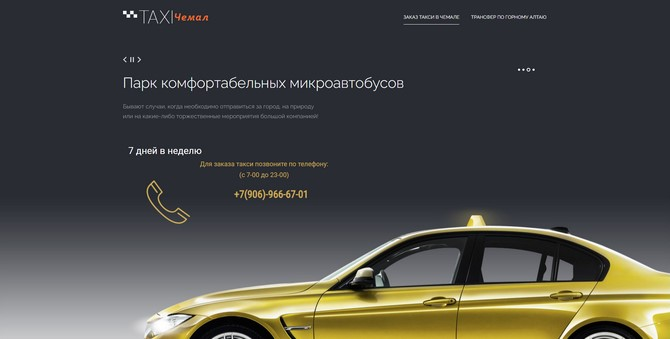 TAXI Чемал
ЗАКАЗ ТАКСИ В ЧЕМАЛЕ ТРАНСФЕР ПО ГОРНОМУ АЛТАЮ
Парк комфортабельных микроавтобусов
Бывают случаи, когда необходимо отправиться за город, на природу
или на какие-либо торжественные мероприятия большой компанией!
7 дней в неделю
Для заказа такси позвоните по телефону:
(с 7-00 до 23-00)
+7(906)-966-67-01